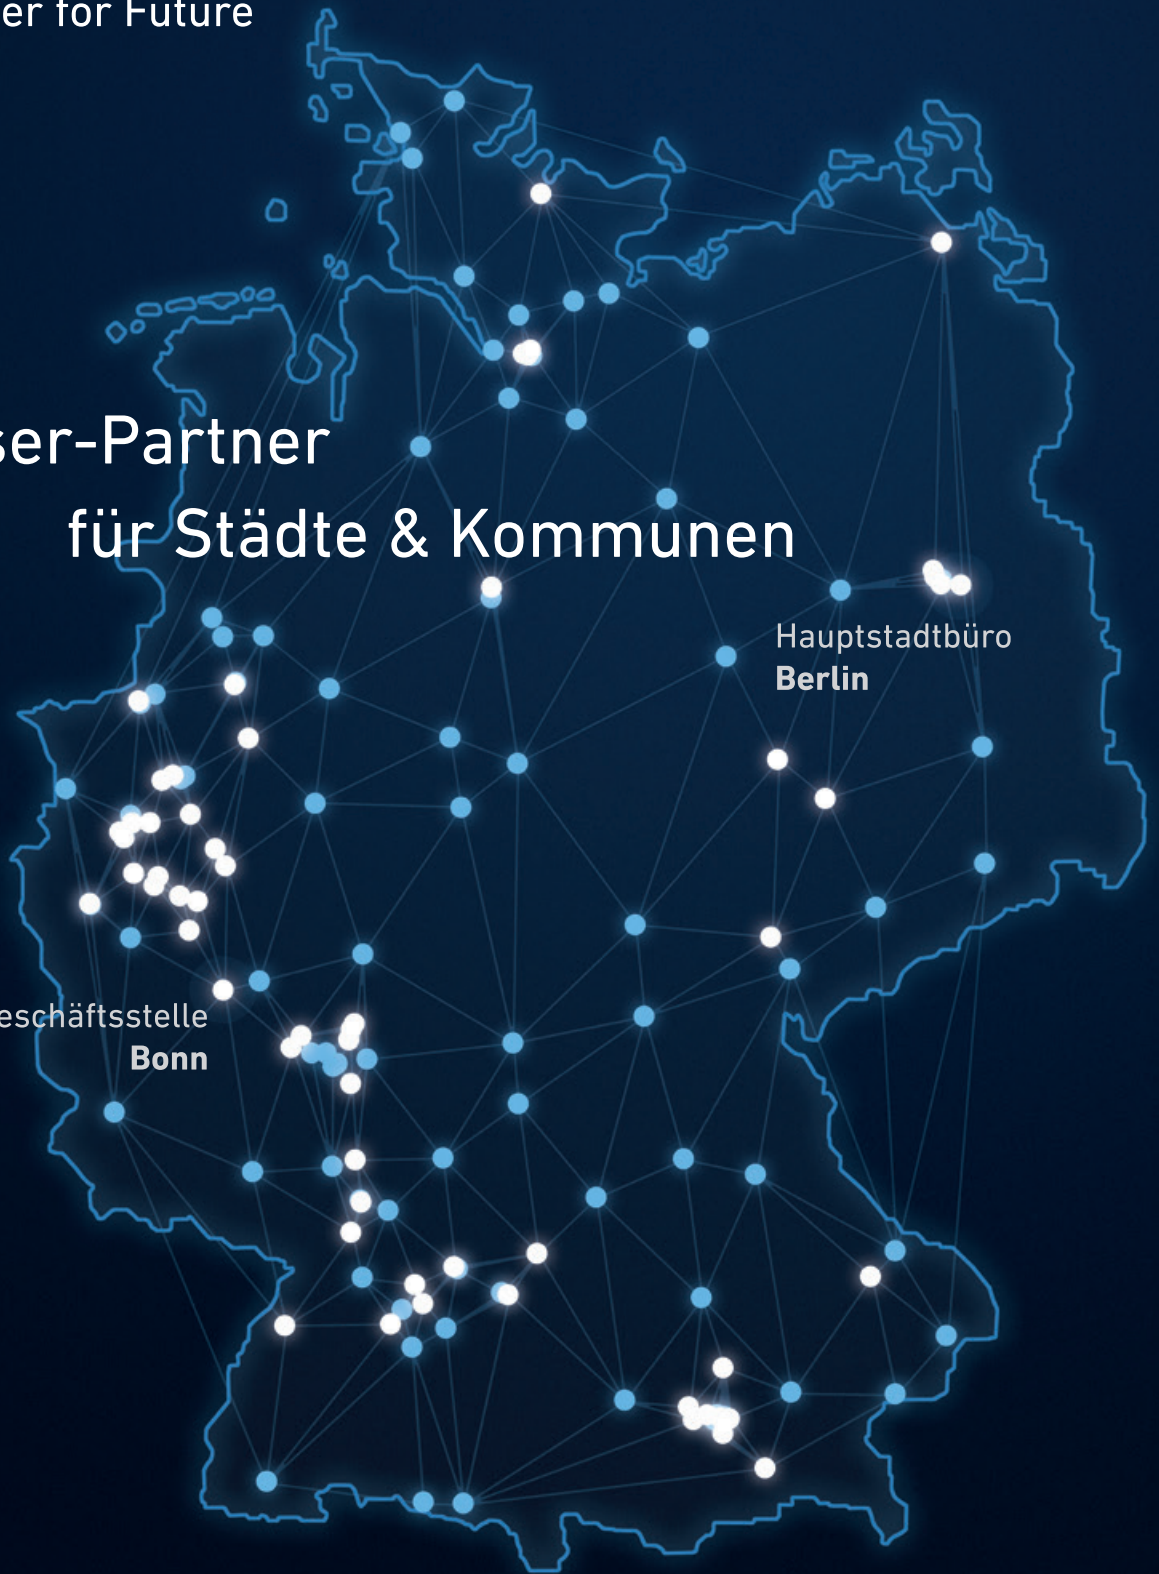 er for Future
ser-Partner
für Städte & Kommunen
Hauptstadtbüro
Berlin
eschäftsstelle
Bonn